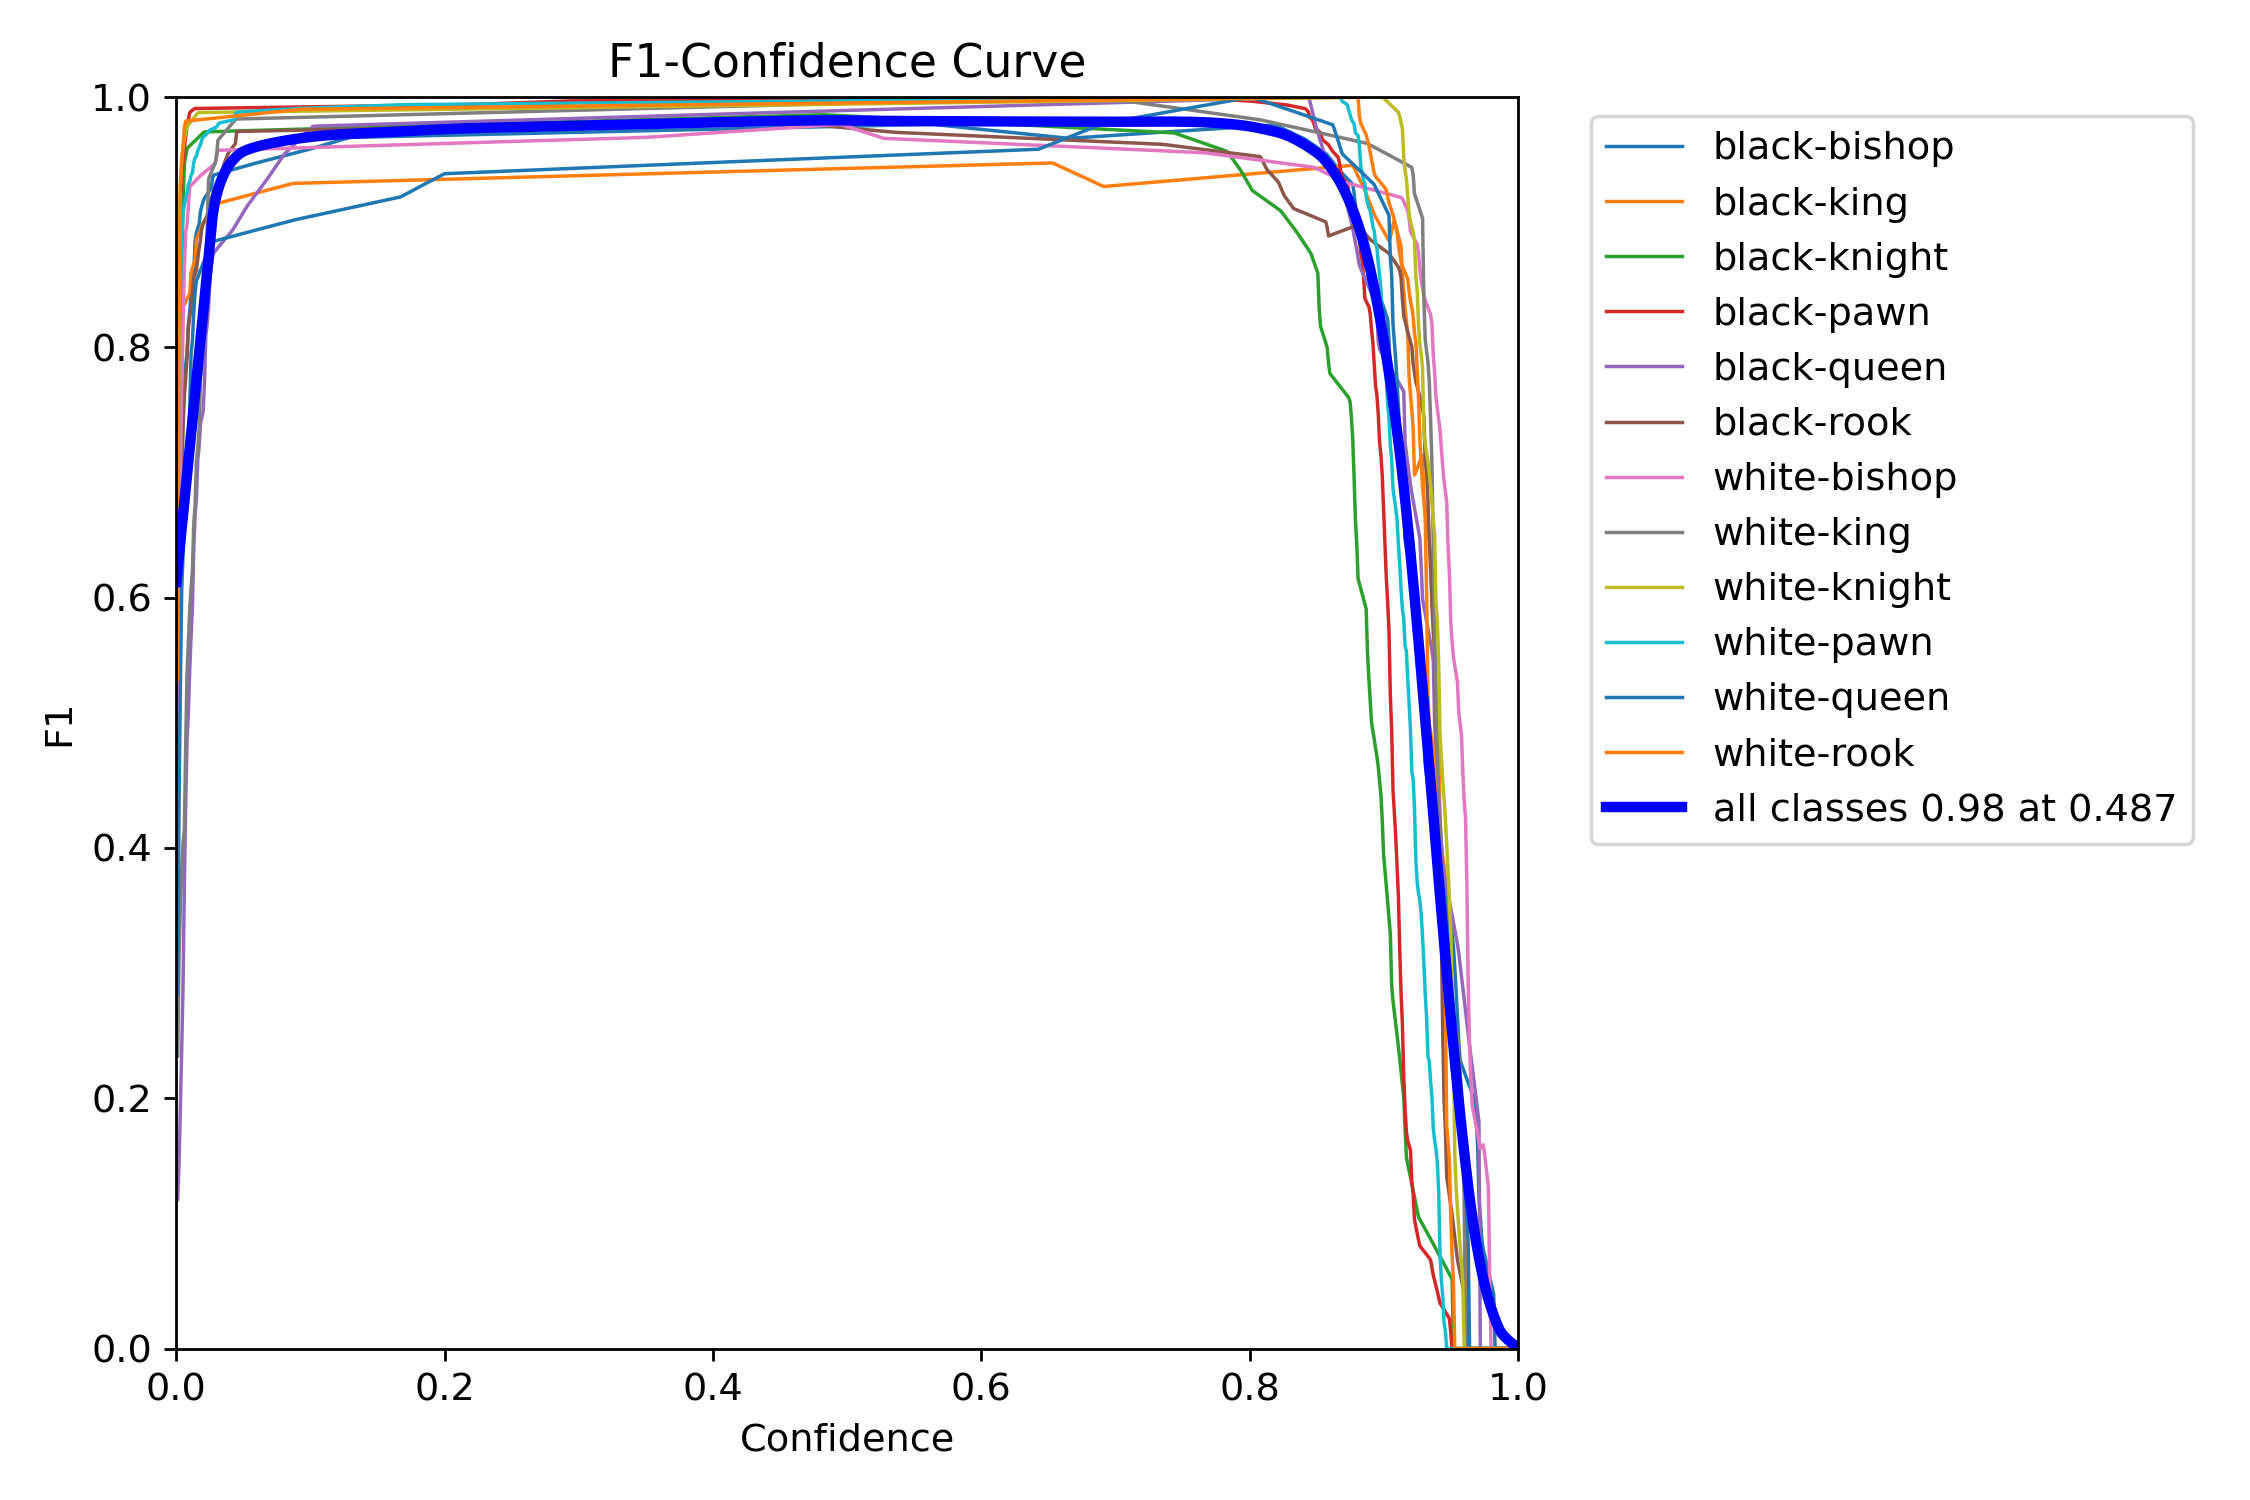 F1-Confidence Curve
1.0
0.8
0.6
0.4
0.2
0.0
F1
0.0 0.2 0.4 0.6 0.8 1.0
Confidence
black-bishop
black-king
black-knight
black-pawn
black-queen
black-rook
white-bishop
white-king
white-knight
white-pawn
white-queen
white-rook
all classes 0.98 at 0.487